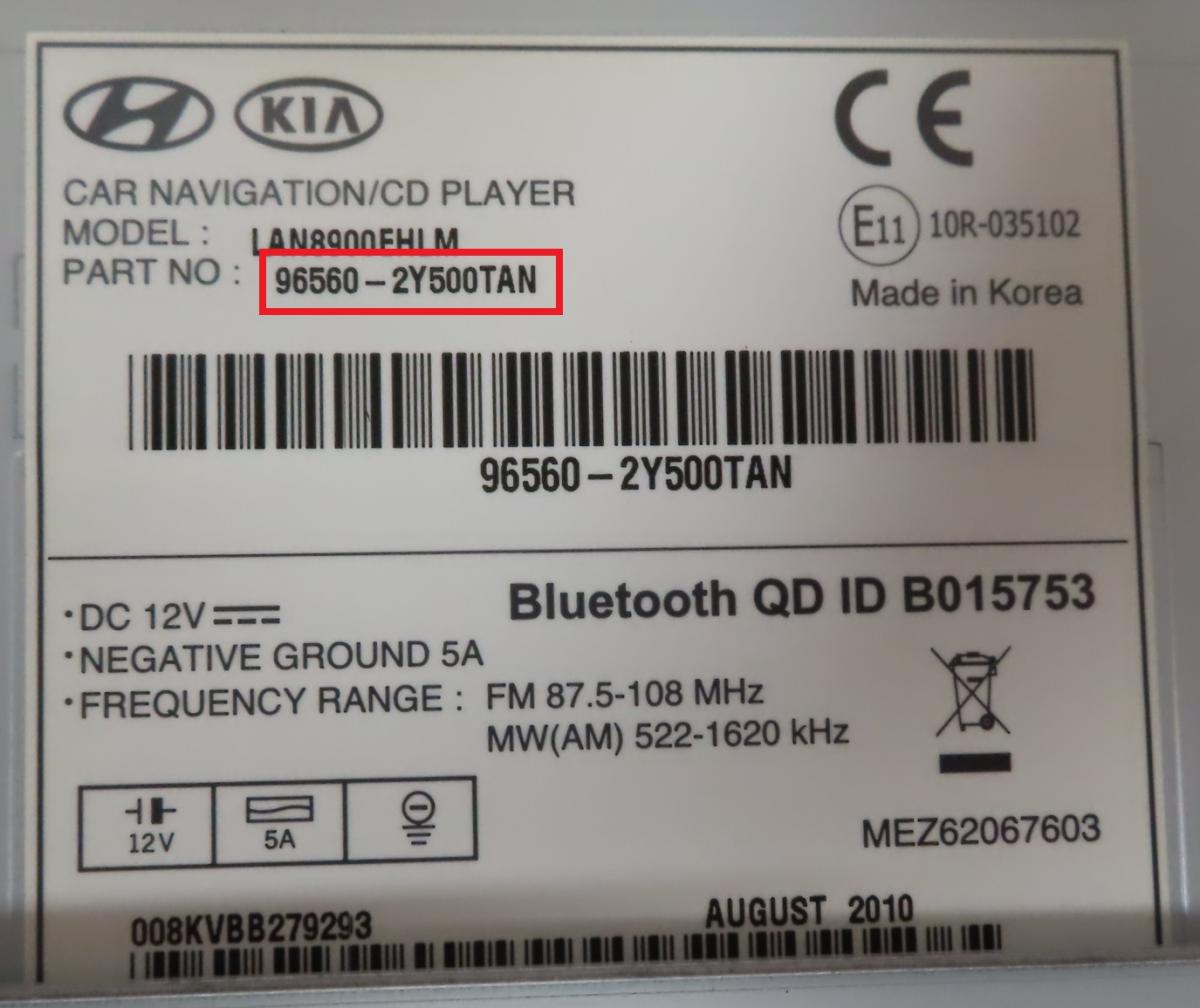 KIA
CE
CAR NAVIGATION/CD PLAYER
MODEL : LAN8900EHLM
PART NO : 96560-2Y500TAN
E11 10R-035102
Made in Korea
96560-2Y500TAN
Bluetooth QD ID B015753
·DC 12V
·NEGATIVE GROUND 5A
·FREQUENCY RANGE : FM 87.5-108 MHz
MW(AM) 522-1620 kHz
12V 5A
MEZ62067603
008KVBB279293
AUGUST 2010